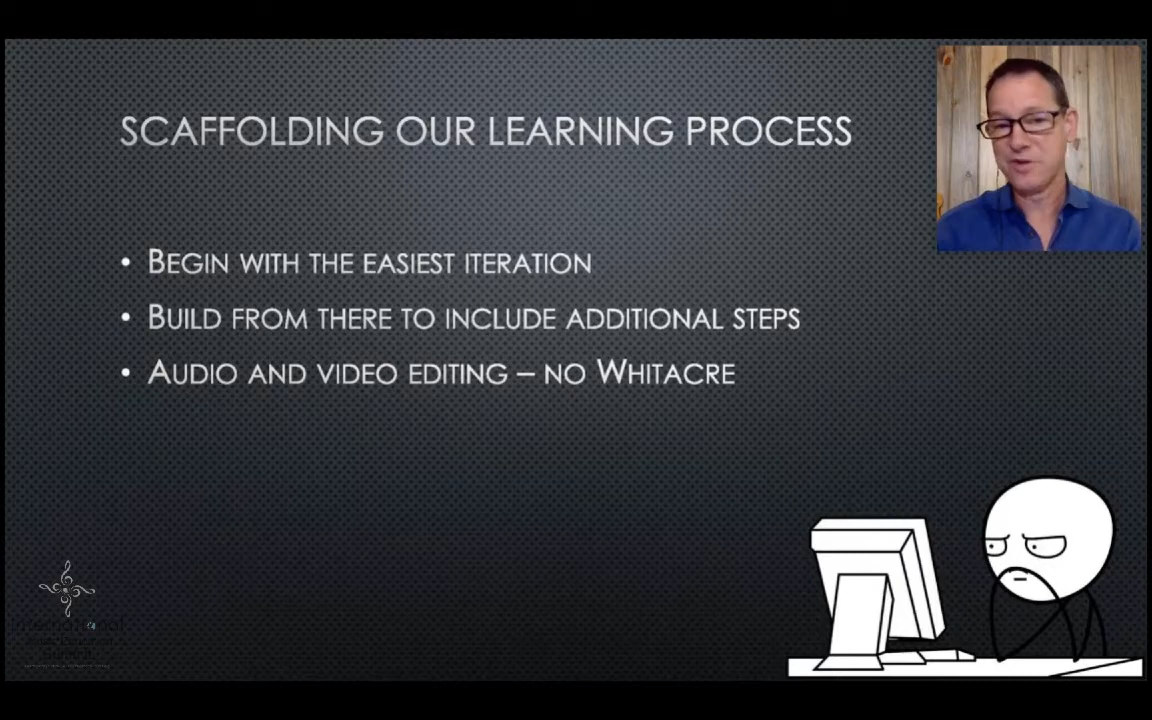 SCAFFOLDING OUR LEARNING PROCESS
• BEGIN WITH THE EASIEST ITERATION
• BUILD FROM THERE TO INCLUDE ADDITIONAL STEPS
• AUDIO AND VIDEO EDITING – NO WHITACRE
International